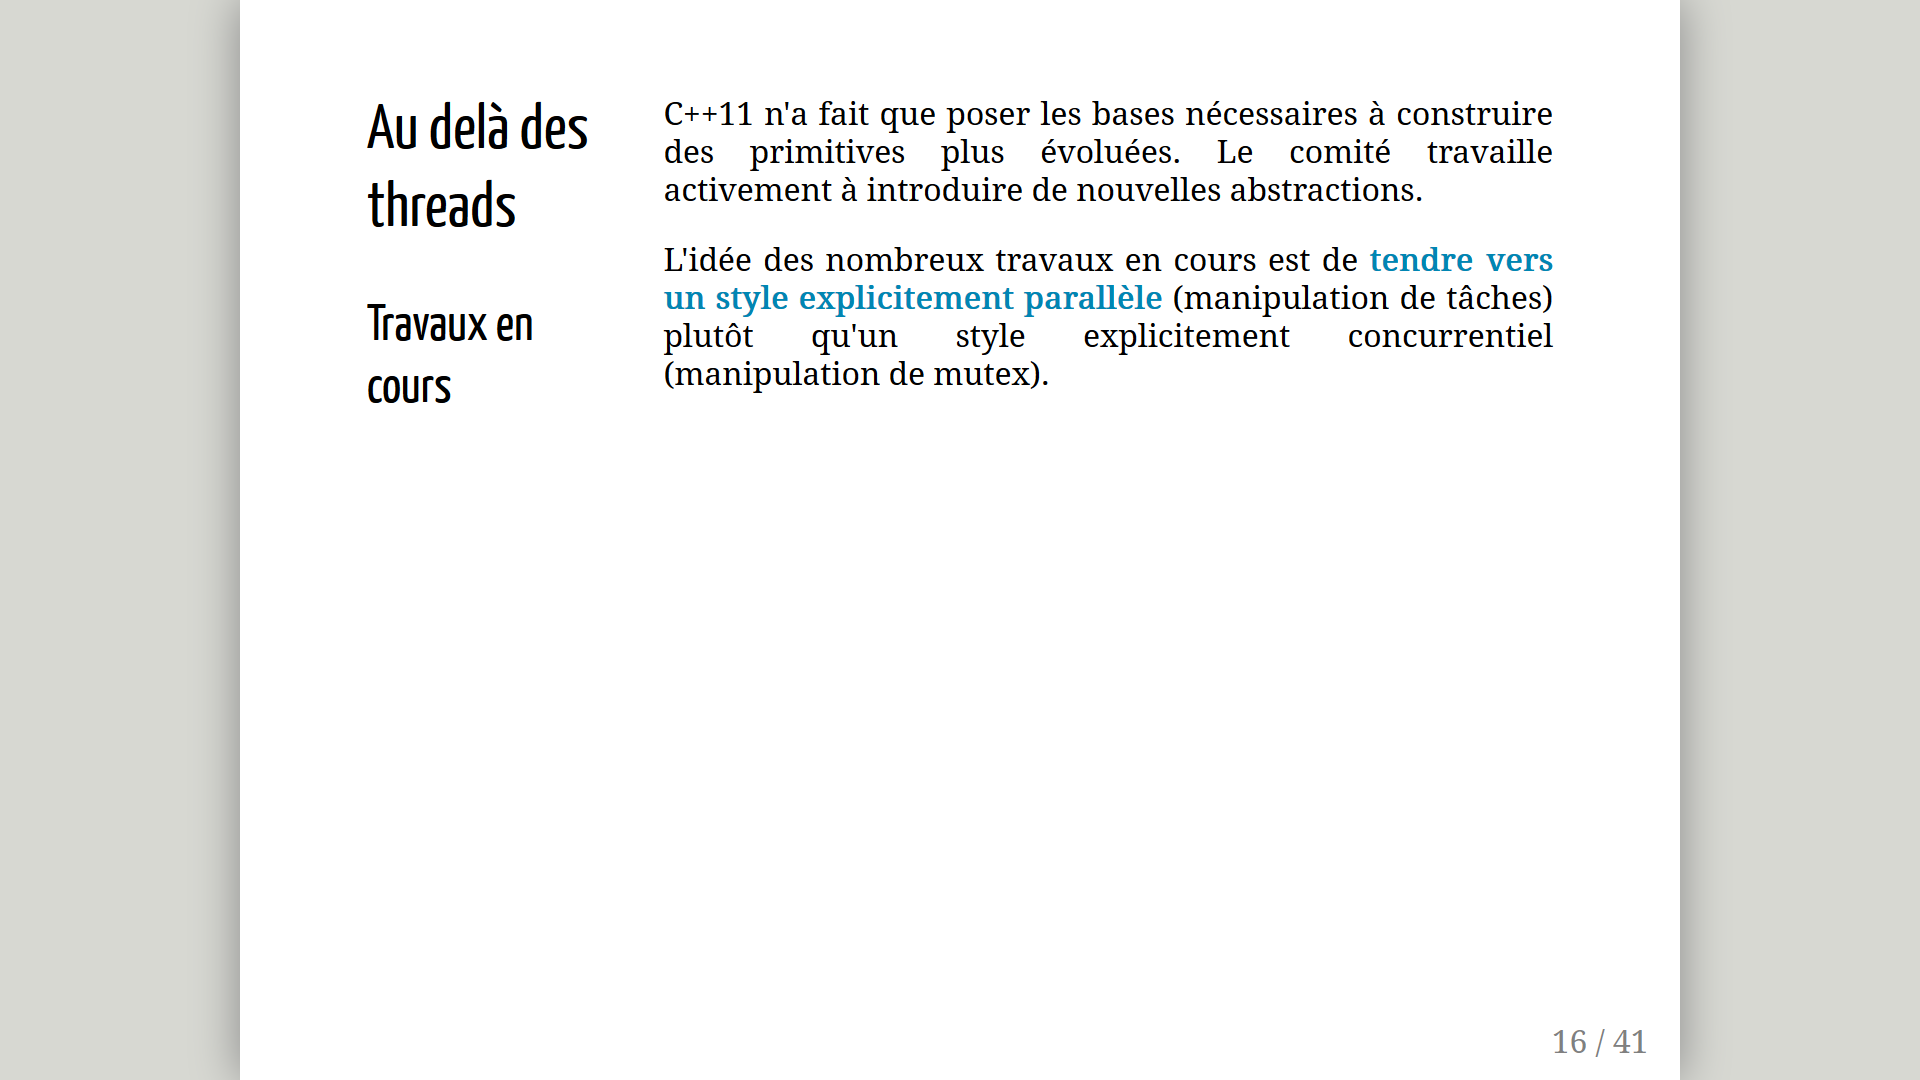 Au delà des
threads
Travaux en
cours
C++11 n'a fait que poser les bases nécessaires à construire
des primitives plus évoluées. Le comité travaille
activement à introduire de nouvelles abstractions.
L'idée des nombreux travaux en cours est de tendre vers
un style explicitement parallèle (manipulation de tâches)
plutôt qu'un style explicitement concurrentiel
(manipulation de mutex).
16 / 41